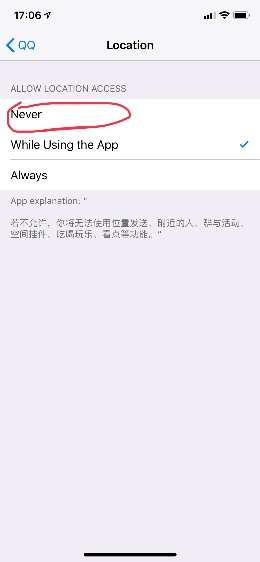 17:06
QQ
Location
ALLOW LOCATION ACCESS
Never
While Using the App
Always
App explanation: “
若不允许，你将无法使用位置发送、附近的人、群与活动、
空间挂件、吃喝玩乐、看点等功能。”